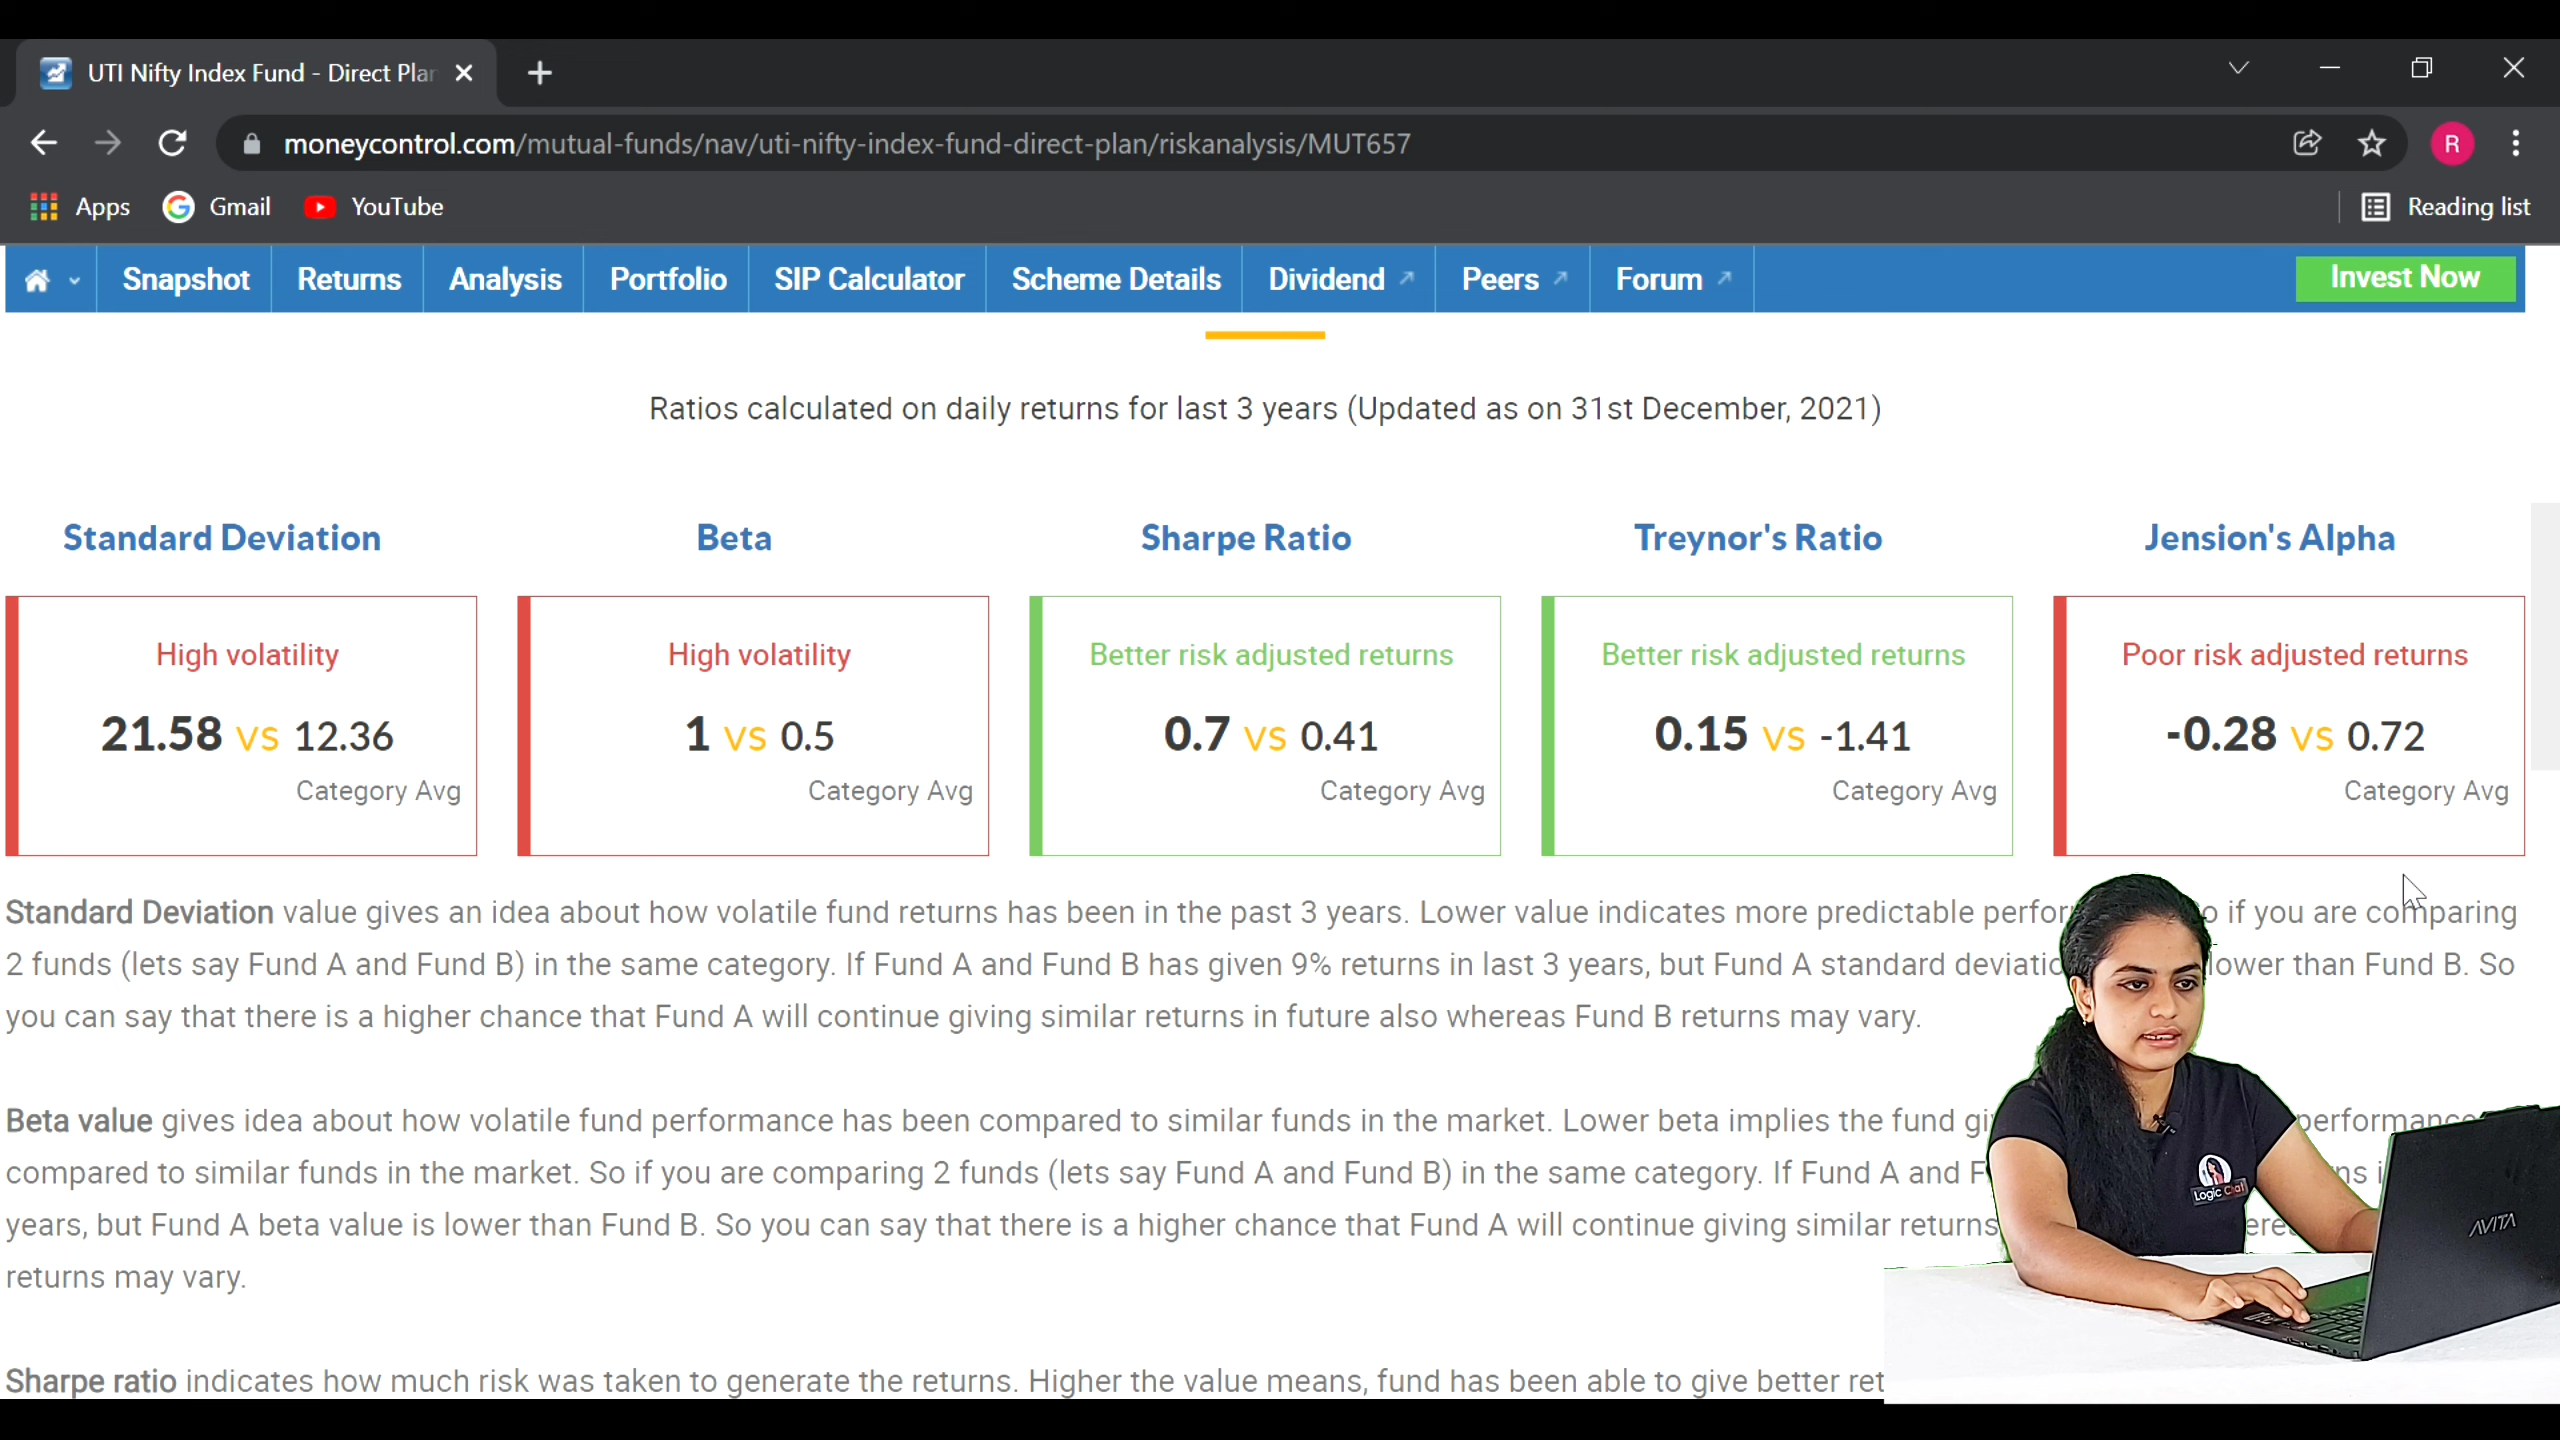 UTI Nifty Index Fund - Direct Plan
moneycontrol.com/mutual-funds/nav/uti-nifty-index-fund-direct-plan/riskanalysis/MUT657
R
Apps Gmail YouTube Reading list
Snapshot Returns Analysis Portfolio SIP Calculator Scheme Details Dividend Peers Forum Invest Now
Ratios calculated on daily returns for last 3 years (Updated as on 31st December, 2021)
Standard Deviation Beta Sharpe Ratio Treynor's Ratio Jension's Alpha
High volatility High volatility Better risk adjusted returns Better risk adjusted returns Poor risk adjusted returns
21.58 vs 12.36 1 vs 0.5 0.7 vs 0.41 0.15 vs -1.41 -0.28 vs 0.72
Category Avg Category Avg Category Avg Category Avg Category Avg
Standard Deviation value gives an idea about how volatile fund returns has been in the past 3 years. Lower value indicates more predictable if you are comparing
2 funds (lets say Fund A and Fund B) in the same category. If Fund A and Fund B has given 9% returns in last 3 years, but Fund A standard lower than Fund B. So
you can say that there is a higher chance that Fund A will continue giving similar returns in future also whereas Fund B returns may vary.
Beta value gives idea about how volatile fund performance has been compared to similar funds in the market. Lower beta implies the fund performance
compared to similar funds in the market. So if you are comparing 2 funds (lets say Fund A and Fund B) in the same category. If Fund A and
years, but Fund A beta value is lower than Fund B. So you can say that there is a higher chance that Fund A will continue giving similar returns
returns may vary.
Sharpe ratio indicates how much risk was taken to generate the returns. Higher the value means, fund has been able to give better
Logic Chat
AVITA